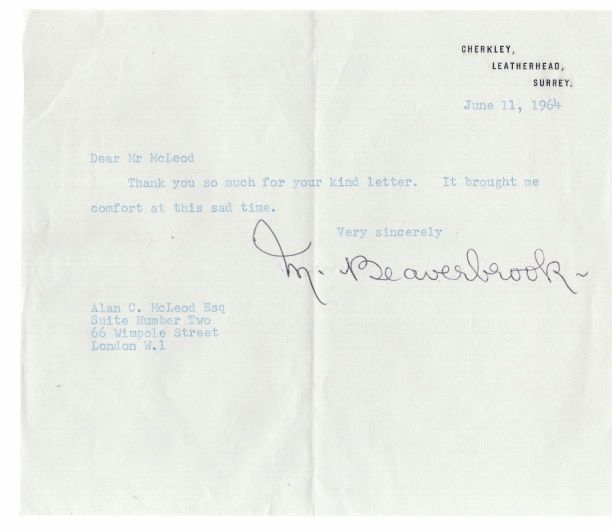 CHERKLEY,
LEATHERHEAD,
SURREY.
June 11, 1964
Dear Mr McLeod
Thank you so much for your kind letter. It brought me
comfort at this sad time.
Very sincerely
M. Beaverbrook
Alan C. McLeod Esq
Suite Number Two
66 Wimpole Street
London W.1